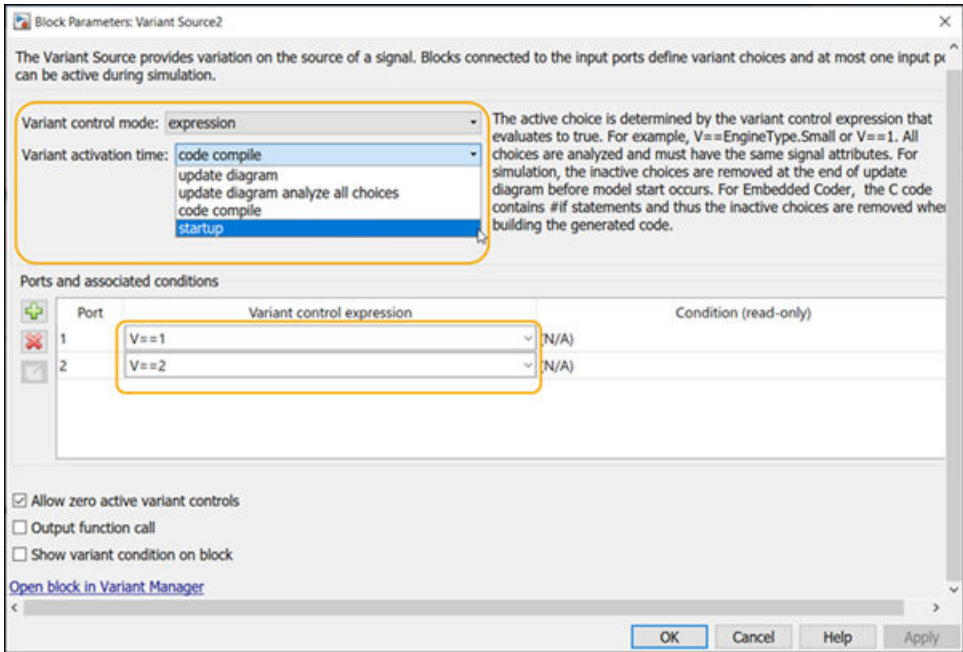 Block Parameters: Variant Source2
The Variant Source provides variation on the source of a signal. Blocks connected to the input ports define variant choices and at most one input po
can be active during simulation.
Variant control mode: expression
Variant activation time: code compile
update diagram
update diagram analyze all choices
code compile
startup
The active choice is determined by the variant control expression that
evaluates to true. For example, V==EngineType.Small or V==1. All
choices are analyzed and must have the same signal attributes. For
simulation, the inactive choices are removed at the end of update
diagram before model start occurs. For Embedded Coder, the C code
contains #if statements and thus the inactive choices are removed when
building the generated code.
Ports and associated conditions
Port Variant control expression Condition (read-only)
1 V==1 (N/A)
2 V==2 (N/A)
Allow zero active variant controls
Output function call
Show variant condition on block
Open block in Variant Manager
OK Cancel Help Apply